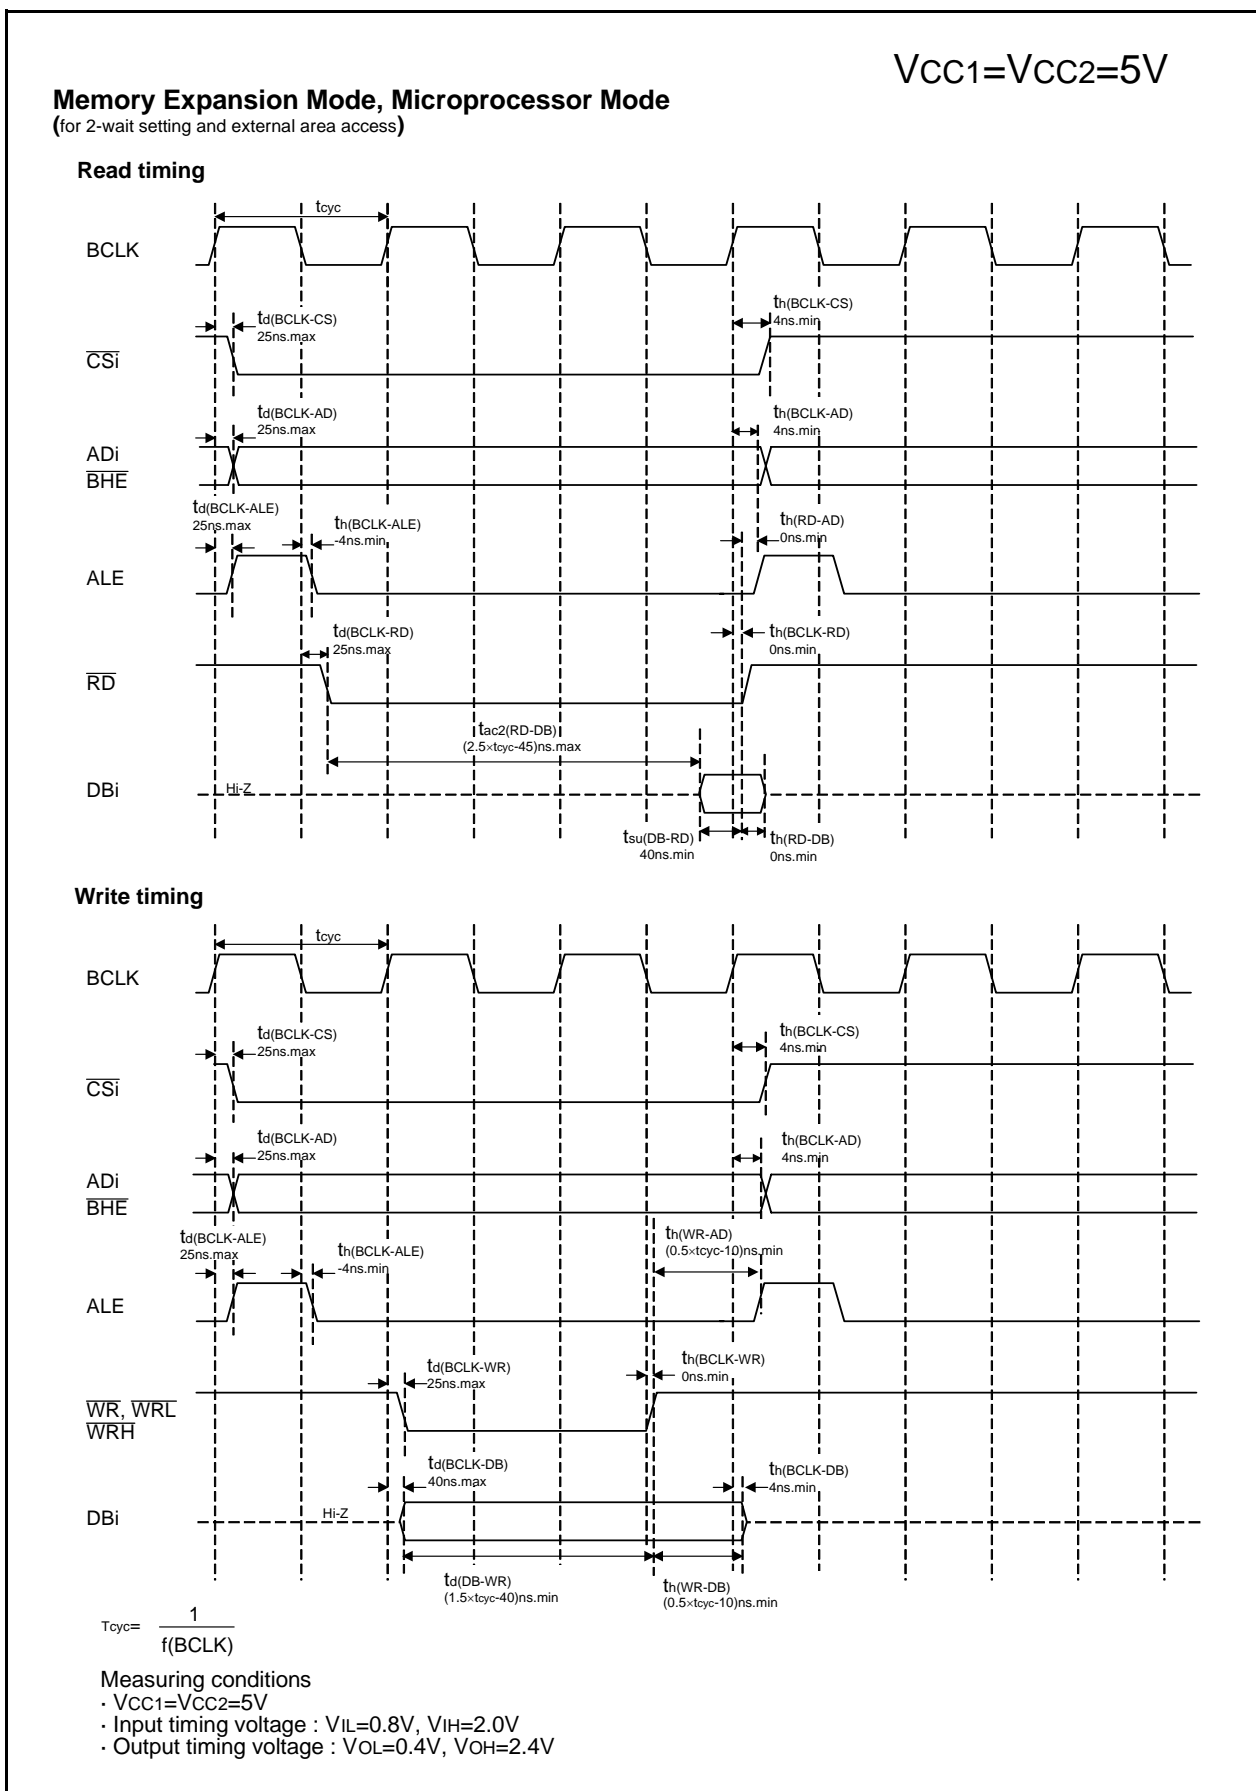 VCC1=VCC2=5V
Memory Expansion Mode, Microprocessor Mode
(for 2-wait setting and external area access)
Read timing
tcyc
BCLK
td(BCLK-CS)
25ns.max
th(BCLK-CS)
4ns.min
CSi
td(BCLK-AD)
25ns.max
th(BCLK-AD)
4ns.min
ADi
BHE
td(BCLK-ALE)
25ns.max
th(BCLK-ALE)
-4ns.min
th(RD-AD)
0ns.min
ALE
td(BCLK-RD)
25ns.max
th(BCLK-RD)
0ns.min
RD
tac2(RD-DB)
(2.5×tcyc-45)ns.max
DBi
Hi-Z
tsu(DB-RD)
40ns.min
th(RD-DB)
0ns.min
Write timing
tcyc
BCLK
td(BCLK-CS)
25ns.max
th(BCLK-CS)
4ns.min
CSi
td(BCLK-AD)
25ns.max
th(BCLK-AD)
4ns.min
ADi
BHE
td(BCLK-ALE)
25ns.max
th(BCLK-ALE)
-4ns.min
th(WR-AD)
(0.5×tcyc-10)ns.min
ALE
td(BCLK-WR)
25ns.max
th(BCLK-WR)
0ns.min
WR, WRL
WRH
td(BCLK-DB)
40ns.max
th(BCLK-DB)
4ns.min
DBi
Hi-Z
td(DB-WR)
(1.5×tcyc-40)ns.min
th(WR-DB)
(0.5×tcyc-10)ns.min
Tcyc= 1
f(BCLK)
Measuring conditions
· VCC1=VCC2=5V
· Input timing voltage : VIL=0.8V, VIH=2.0V
· Output timing voltage : VOL=0.4V, VOH=2.4V